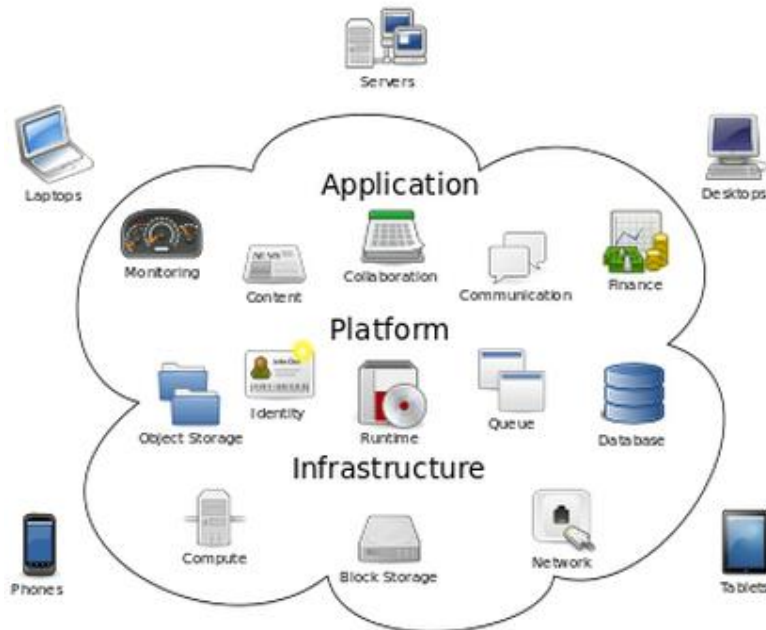 Servers
Laptops
Desktops
Application
Monitoring
Content
Collaboration
Communication
Finance
Platform
Object Storage
Identity
Runtime
Queue
Database
Infrastructure
Compute
Block Storage
Network
Phones
Tablets